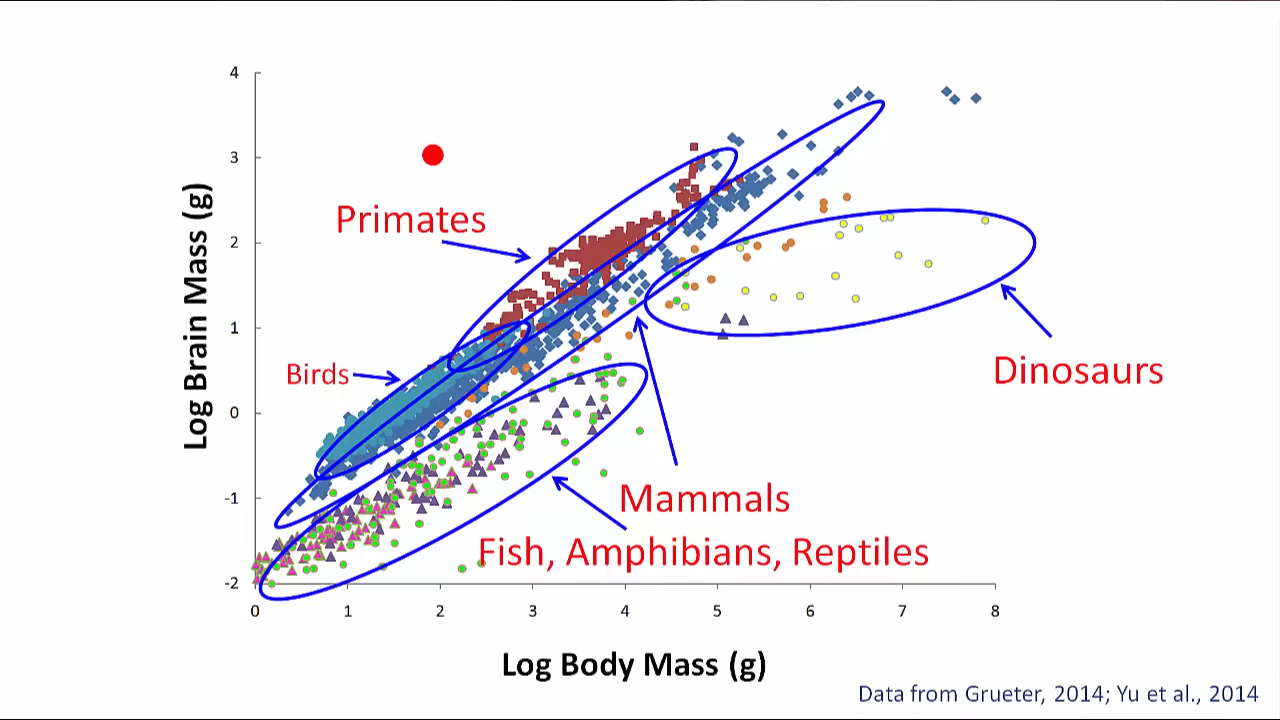 4
3
Primates
2
1
Birds
Dinosaurs
0
-1
Mammals
Fish, Amphibians, Reptiles
-2
0 1 2 3 4 5 6 7 8
Log Brain Mass (g)
Log Body Mass (g)
Data from Grueter, 2014; Yu et al., 2014